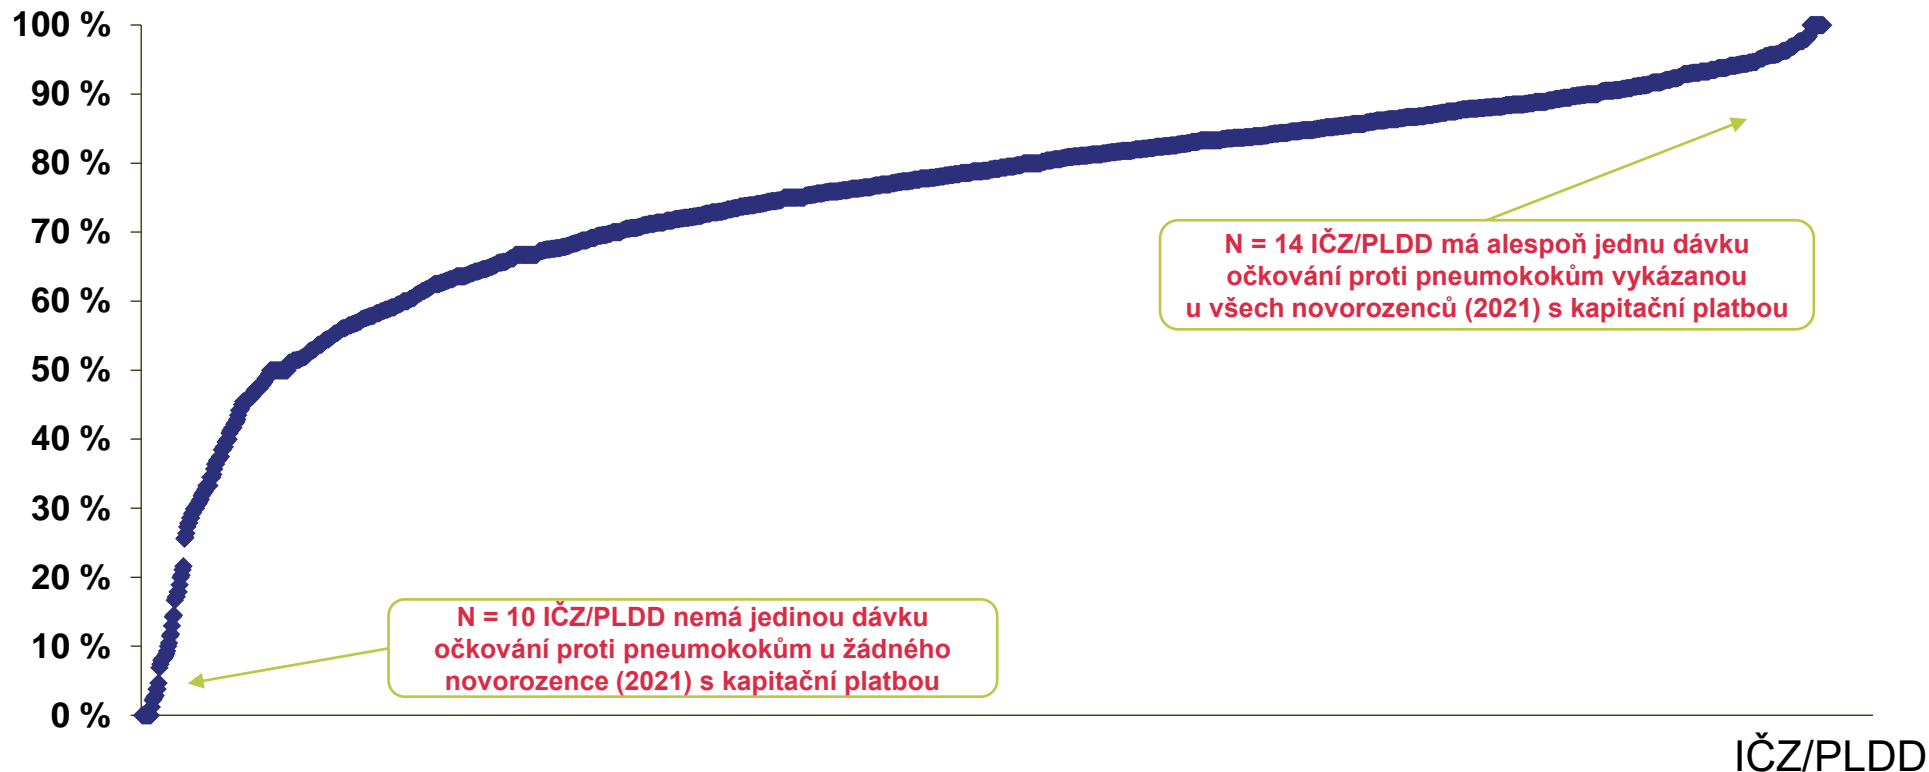 100 %
90 %
80 %
70 %
60 %
50 %
40 %
30 %
20 %
10 %
0 %
N = 14 IČZ/PLDD má alespoň jednu dávku
očkování proti pneumokokům vykázanou
u všech novorozenců (2021) s kapitační platbou
N = 10 IČZ/PLDD nemá jedinou dávku
očkování proti pneumokokům u žádného
novorozence (2021) s kapitační platbou
IČZ/PLDD